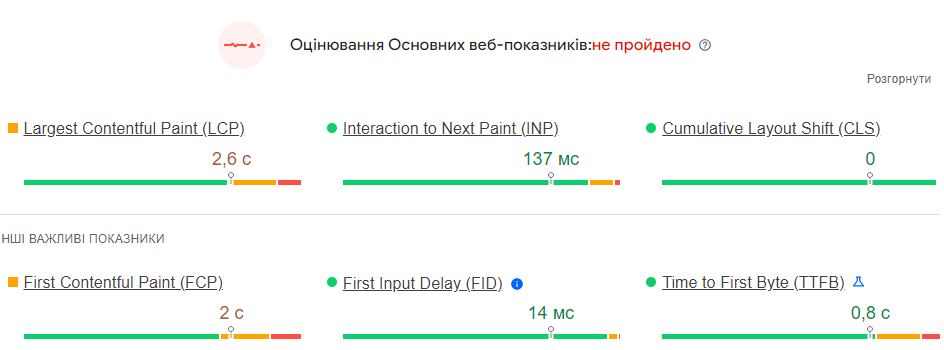 Оцінювання Основних веб-показників:не пройдено
Розгорнути
Largest Contentful Paint (LCP)
2,6 с
Interaction to Next Paint (INP)
137 мс
Cumulative Layout Shift (CLS)
0
НШІ ВАЖЛИВІ ПОКАЗНИКИ
First Contentful Paint (FCP)
2 с
First Input Delay (FID)
14 мс
Time to First Byte (TTFB)
0,8 с